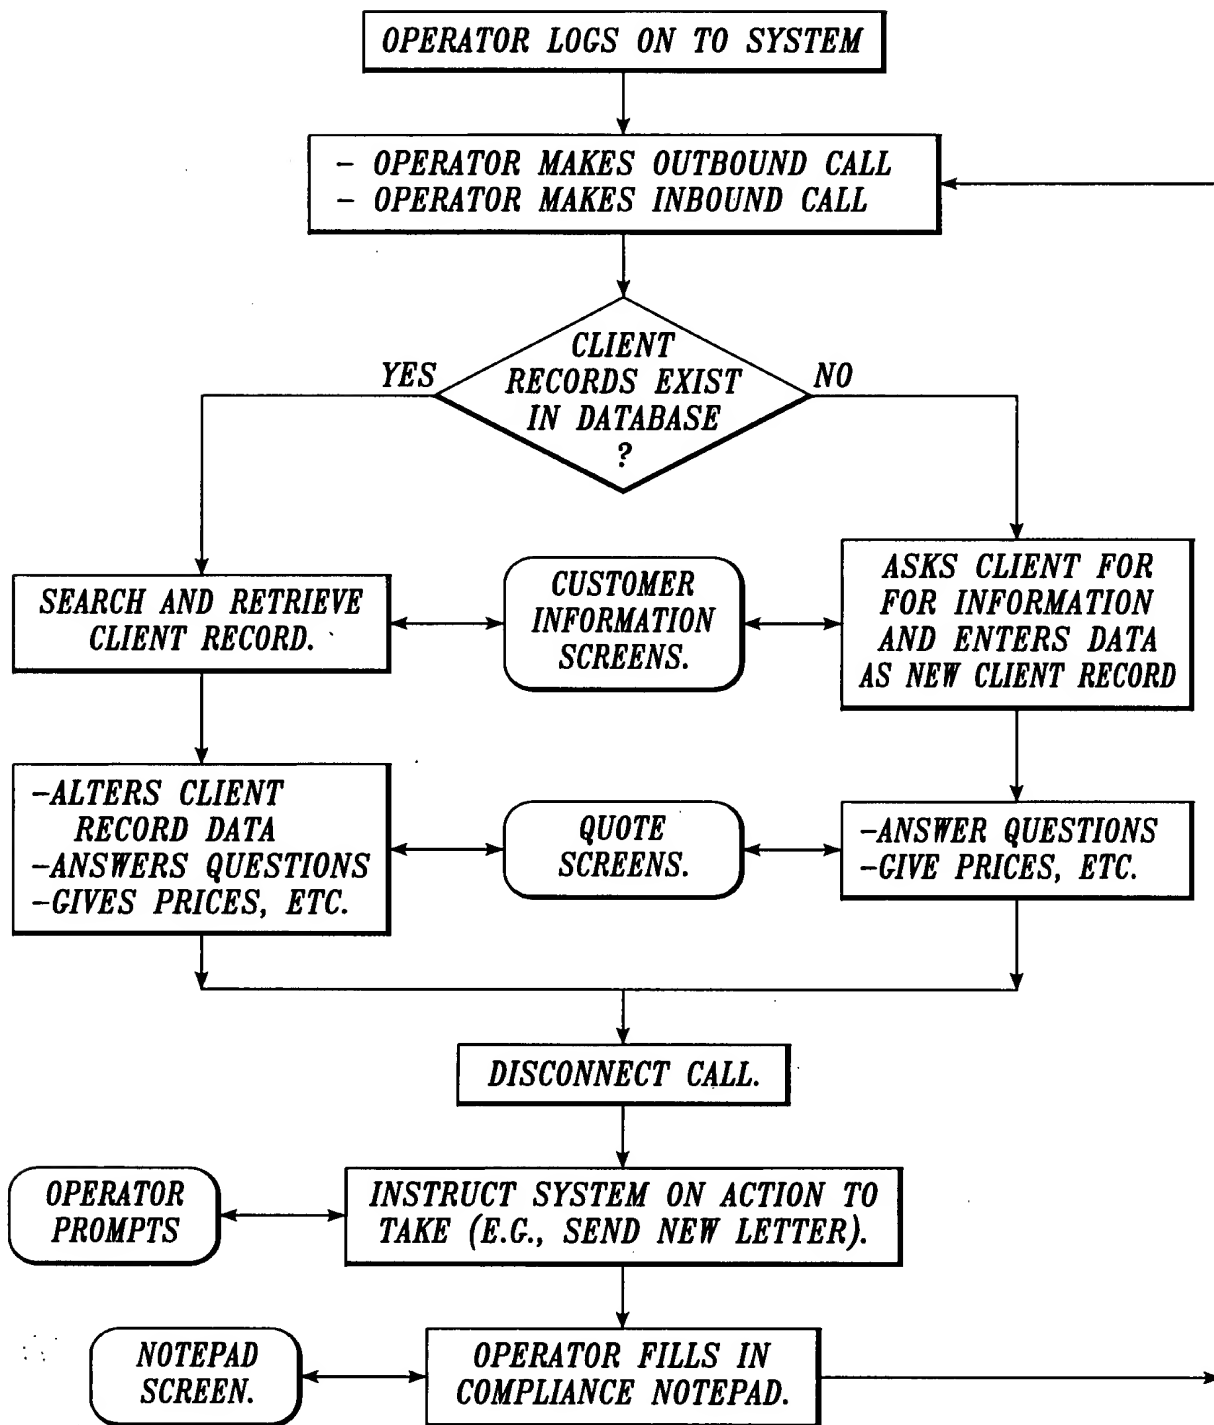 OPERATOR LOGS ON TO SYSTEM
- OPERATOR MAKES OUTBOUND CALL
- OPERATOR MAKES INBOUND CALL
CLIENT
RECORDS EXIST
IN DATABASE
?
YES
NO
SEARCH AND RETRIEVE
CLIENT RECORD.
CUSTOMER
INFORMATION
SCREENS.
ASKS CLIENT FOR
FOR INFORMATION
AND ENTERS DATA
AS NEW CLIENT RECORD
-ALTERS CLIENT
RECORD DATA
-ANSWERS QUESTIONS
-GIVES PRICES, ETC.
QUOTE
SCREENS.
-ANSWER QUESTIONS
-GIVE PRICES, ETC.
DISCONNECT CALL.
OPERATOR
PROMPTS
INSTRUCT SYSTEM ON ACTION TO
TAKE (E.G., SEND NEW LETTER).
NOTEPAD
SCREEN.
OPERATOR FILLS IN
COMPLIANCE NOTEPAD.